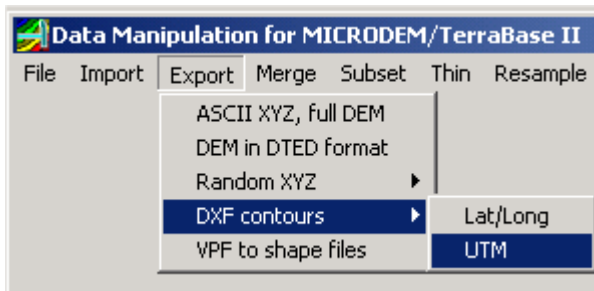 Data Manipulation for MICRODEM/TerraBase II
File Import Export Merge Subset Thin Resample
ASCII XYZ, full DEM
DEM in DTED format
Random XYZ
DXF contours
Lat/Long
VPF to shape files
UTM